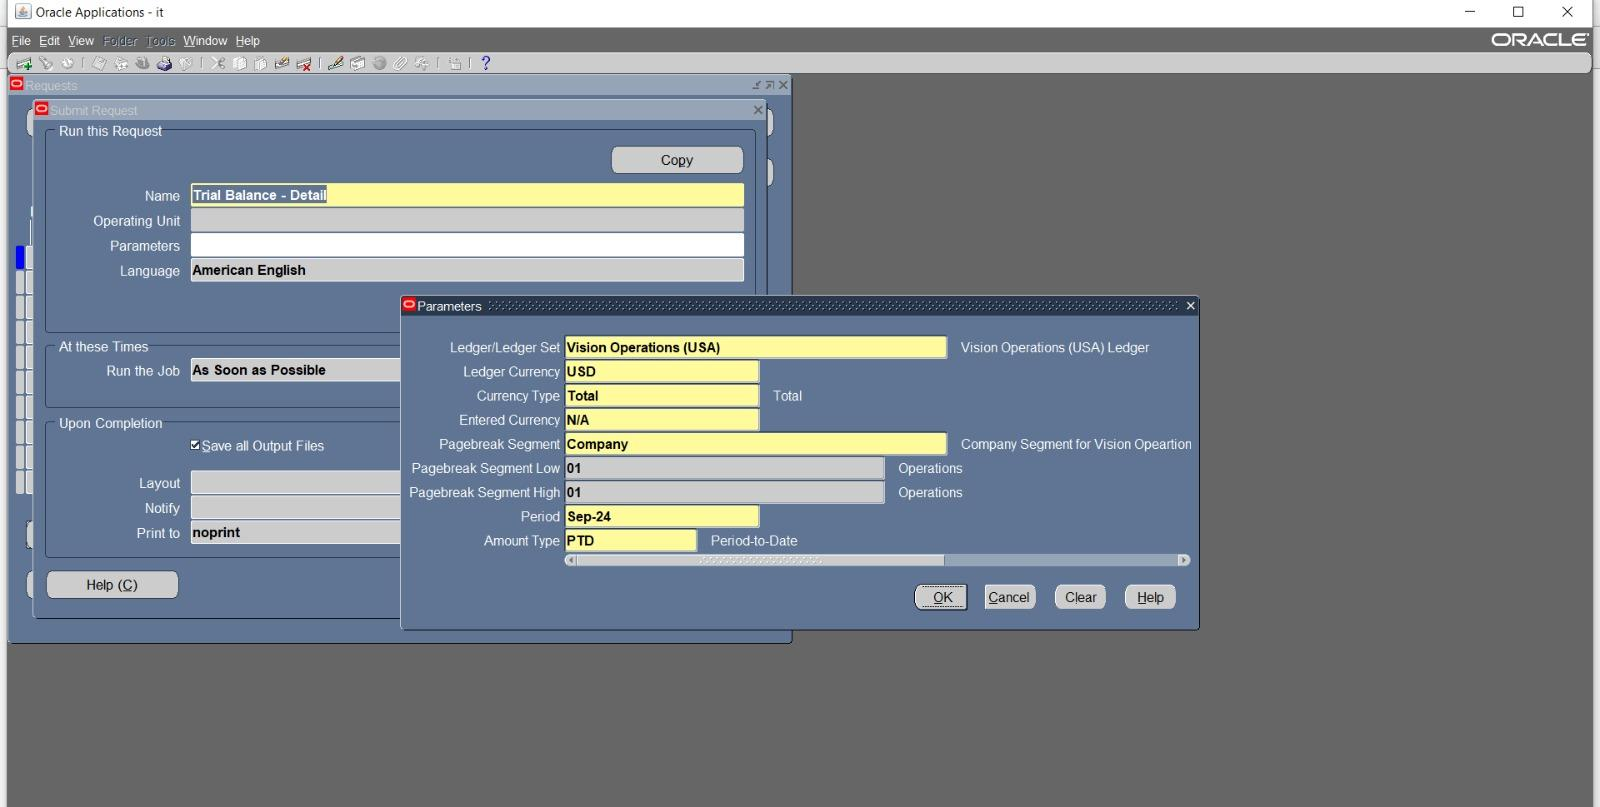 Oracle Applications - it
File Edit View Folder Tools Window Help
ORACLE
Requests
Submit Request
Run this Request
Copy
Name Trial Balance - Detail
Operating Unit
Parameters
Language American English
At these Times
Run the Job As Soon as Possible
Upon Completion
Save all Output Files
Layout
Notify
Print to noprint
Help (C)
Parameters
Ledger/Ledger Set Vision Operations (USA) Vision Operations (USA) Ledger
Ledger Currency USD
Currency Type Total Total
Entered Currency N/A
Pagebreak Segment Company Company Segment for Vision Opeartion
Pagebreak Segment Low 01 Operations
Pagebreak Segment High 01 Operations
Period Sep-24
Amount Type PTD Period-to-Date
OK Cancel Clear Help